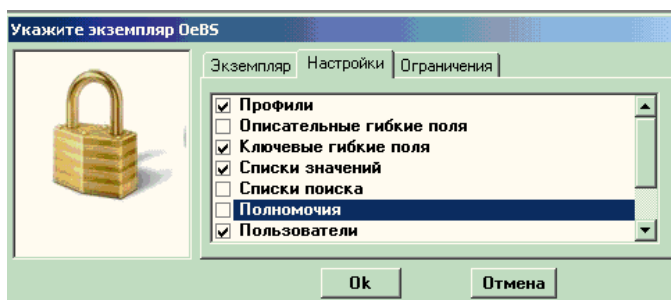 Укажите экземпляр OeBS
Экземпляр Настройки Ограничения
Профили
Описательные гибкие поля
Ключевые гибкие поля
Списки значений
Списки поиска
Полномочия
Пользователи
Ok Отмена